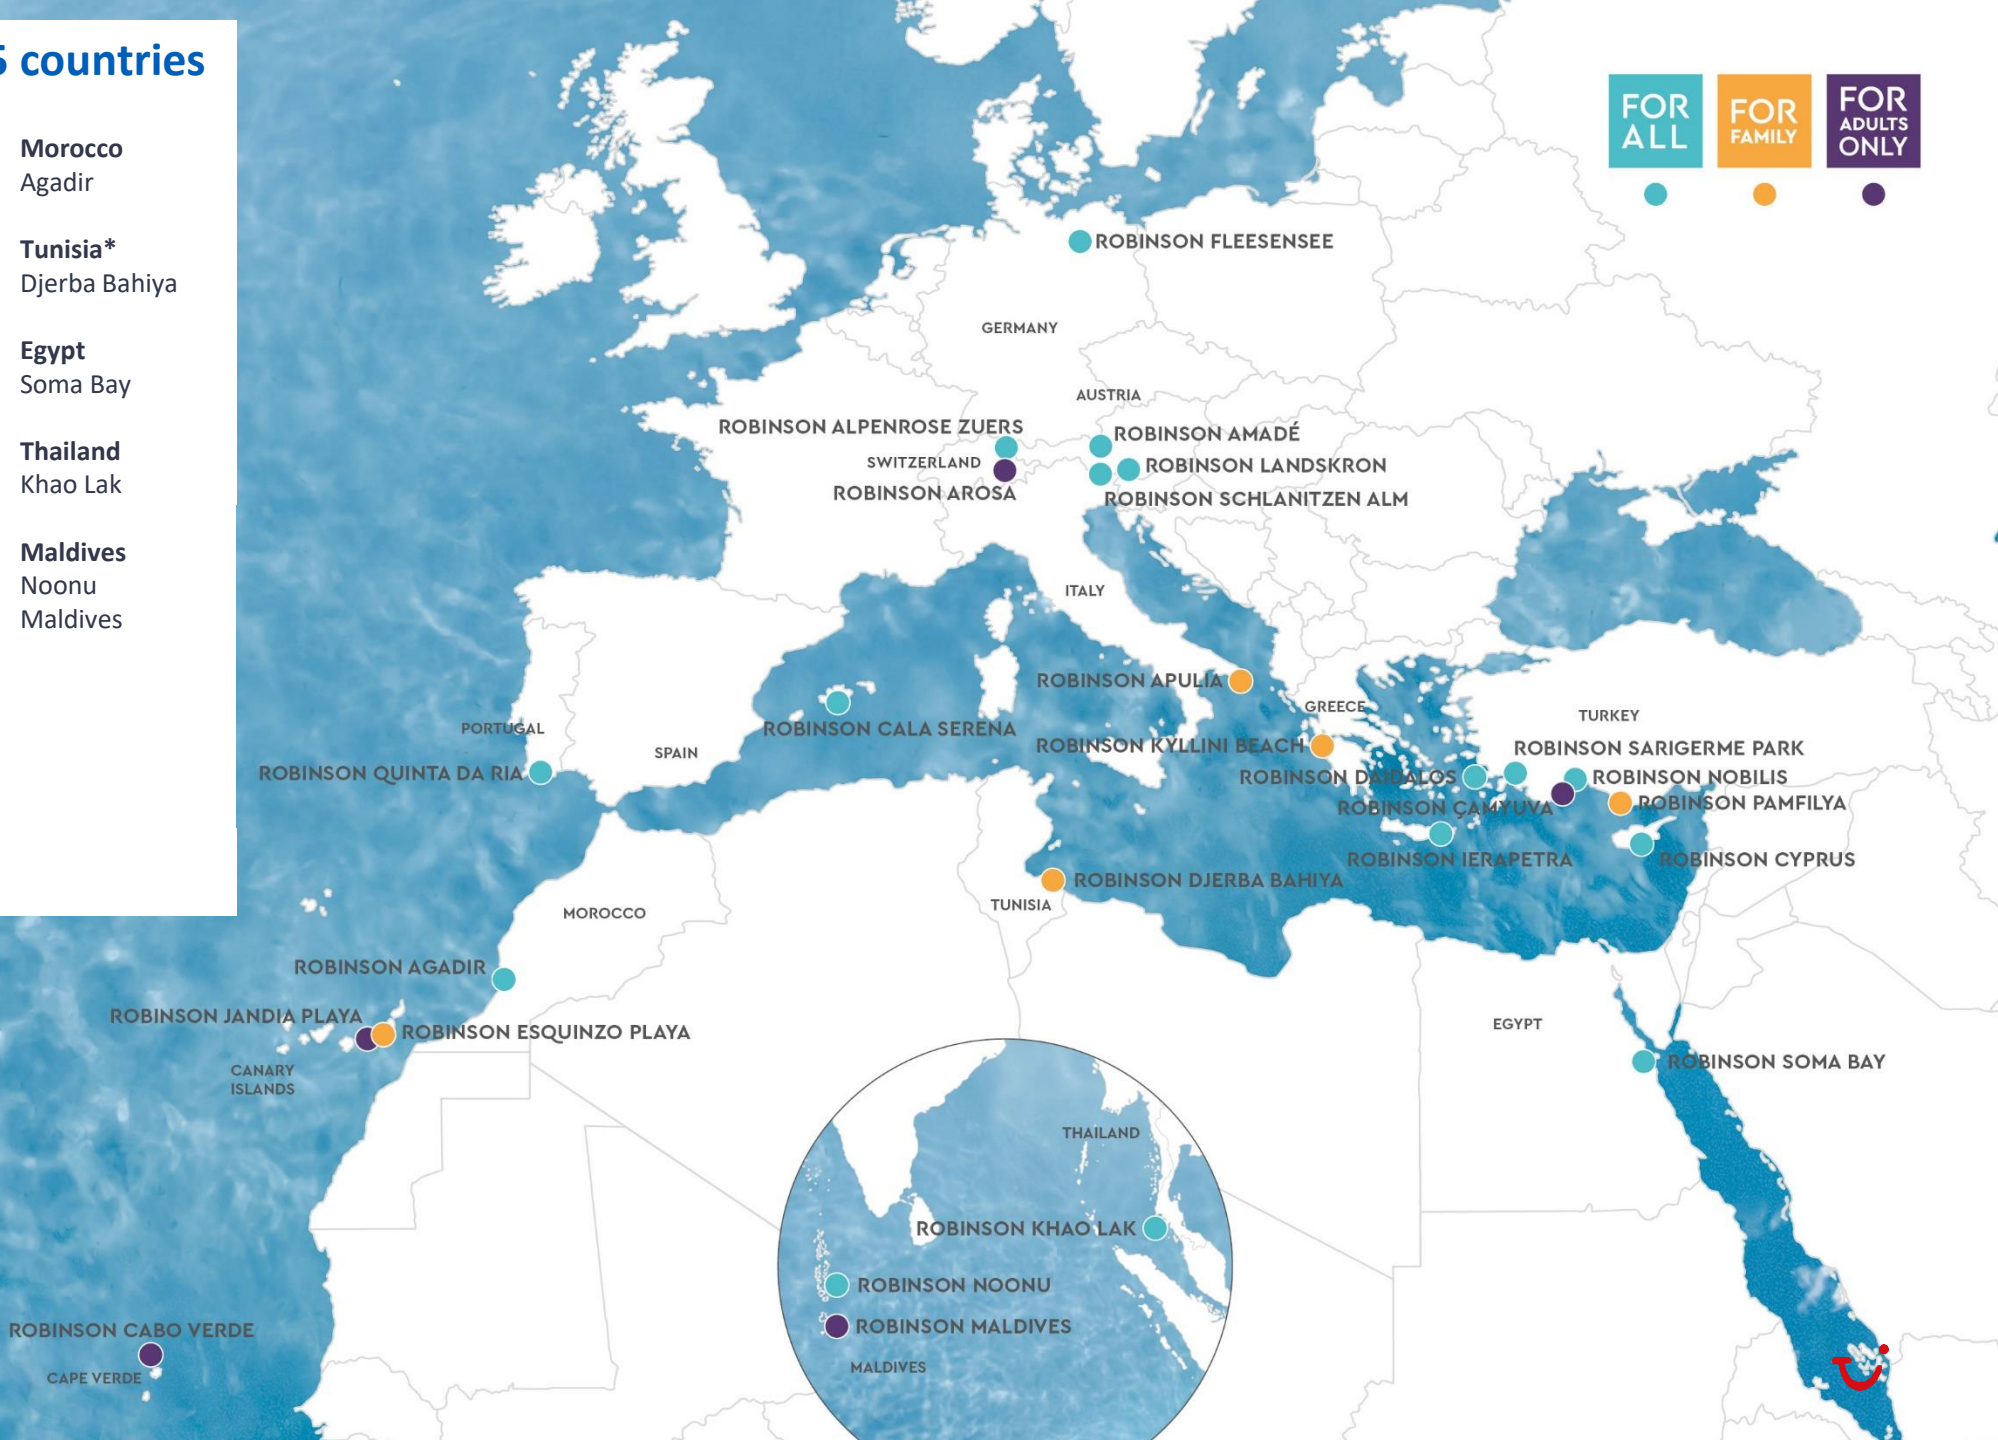 5 countries
Morocco
Agadir
Tunisia*
Djerba Bahiya
Egypt
Soma Bay
Thailand
Khao Lak
Maldives
Noonu
Maldives
FOR
ALL
FOR
FAMILY
FOR
ADULTS
ONLY
ROBINSON FLEESENSEE
GERMANY
AUSTRIA
ROBINSON ALPENROSE ZUERS
ROBINSON AMADÉ
SWITZERLAND
ROBINSON LANDSKRON
ROBINSON AROSA
ROBINSON SCHLANITZEN ALM
ITALY
ROBINSON APULIA
GREECE
TURKEY
PORTUGAL
ROBINSON CALA SERENA
SPAIN
ROBINSON KYLLINI BEACH
ROBINSON SARIGERME PARK
ROBINSON QUINTA DA RIA
ROBINSON DAIDALOS
ROBINSON NOBILIS
ROBINSON ÇAMYUVA
ROBINSON PAMFILYA
ROBINSON IERAPETRA
ROBINSON CYPRUS
ROBINSON DJERBA BAHIYA
TUNISIA
MOROCCO
ROBINSON AGADIR
ROBINSON JANDIA PLAYA
ROBINSON ESQUINZO PLAYA
EGYPT
CANARY
ISLANDS
ROBINSON SOMA BAY
THAILAND
ROBINSON KHAO LAK
ROBINSON NOONU
ROBINSON MALDIVES
MALDIVES
ROBINSON CABO VERDE
CAPE VERDE